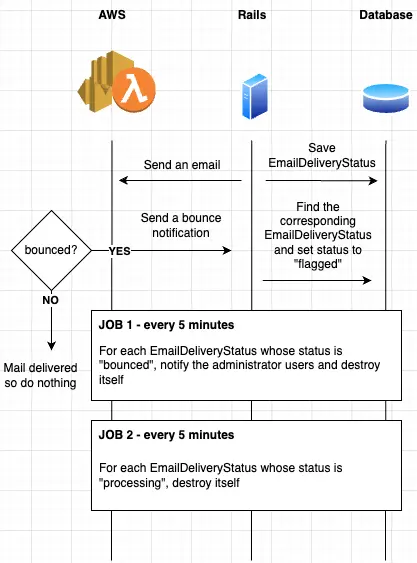 AWS
Rails
Database
λ
Send an email
Save
EmailDeliveryStatus
bounced?
YES
Send a bounce
notification
Find the
corresponding
EmailDeliveryStatus
and set status to
"flagged"
NO
Mail delivered
so do nothing
JOB 1 - every 5 minutes
For each EmailDeliveryStatus whose status is
"bounced", notify the administrator users and destroy
itself
JOB 2 - every 5 minutes
For each EmailDeliveryStatus whose status is
"processing", destroy itself